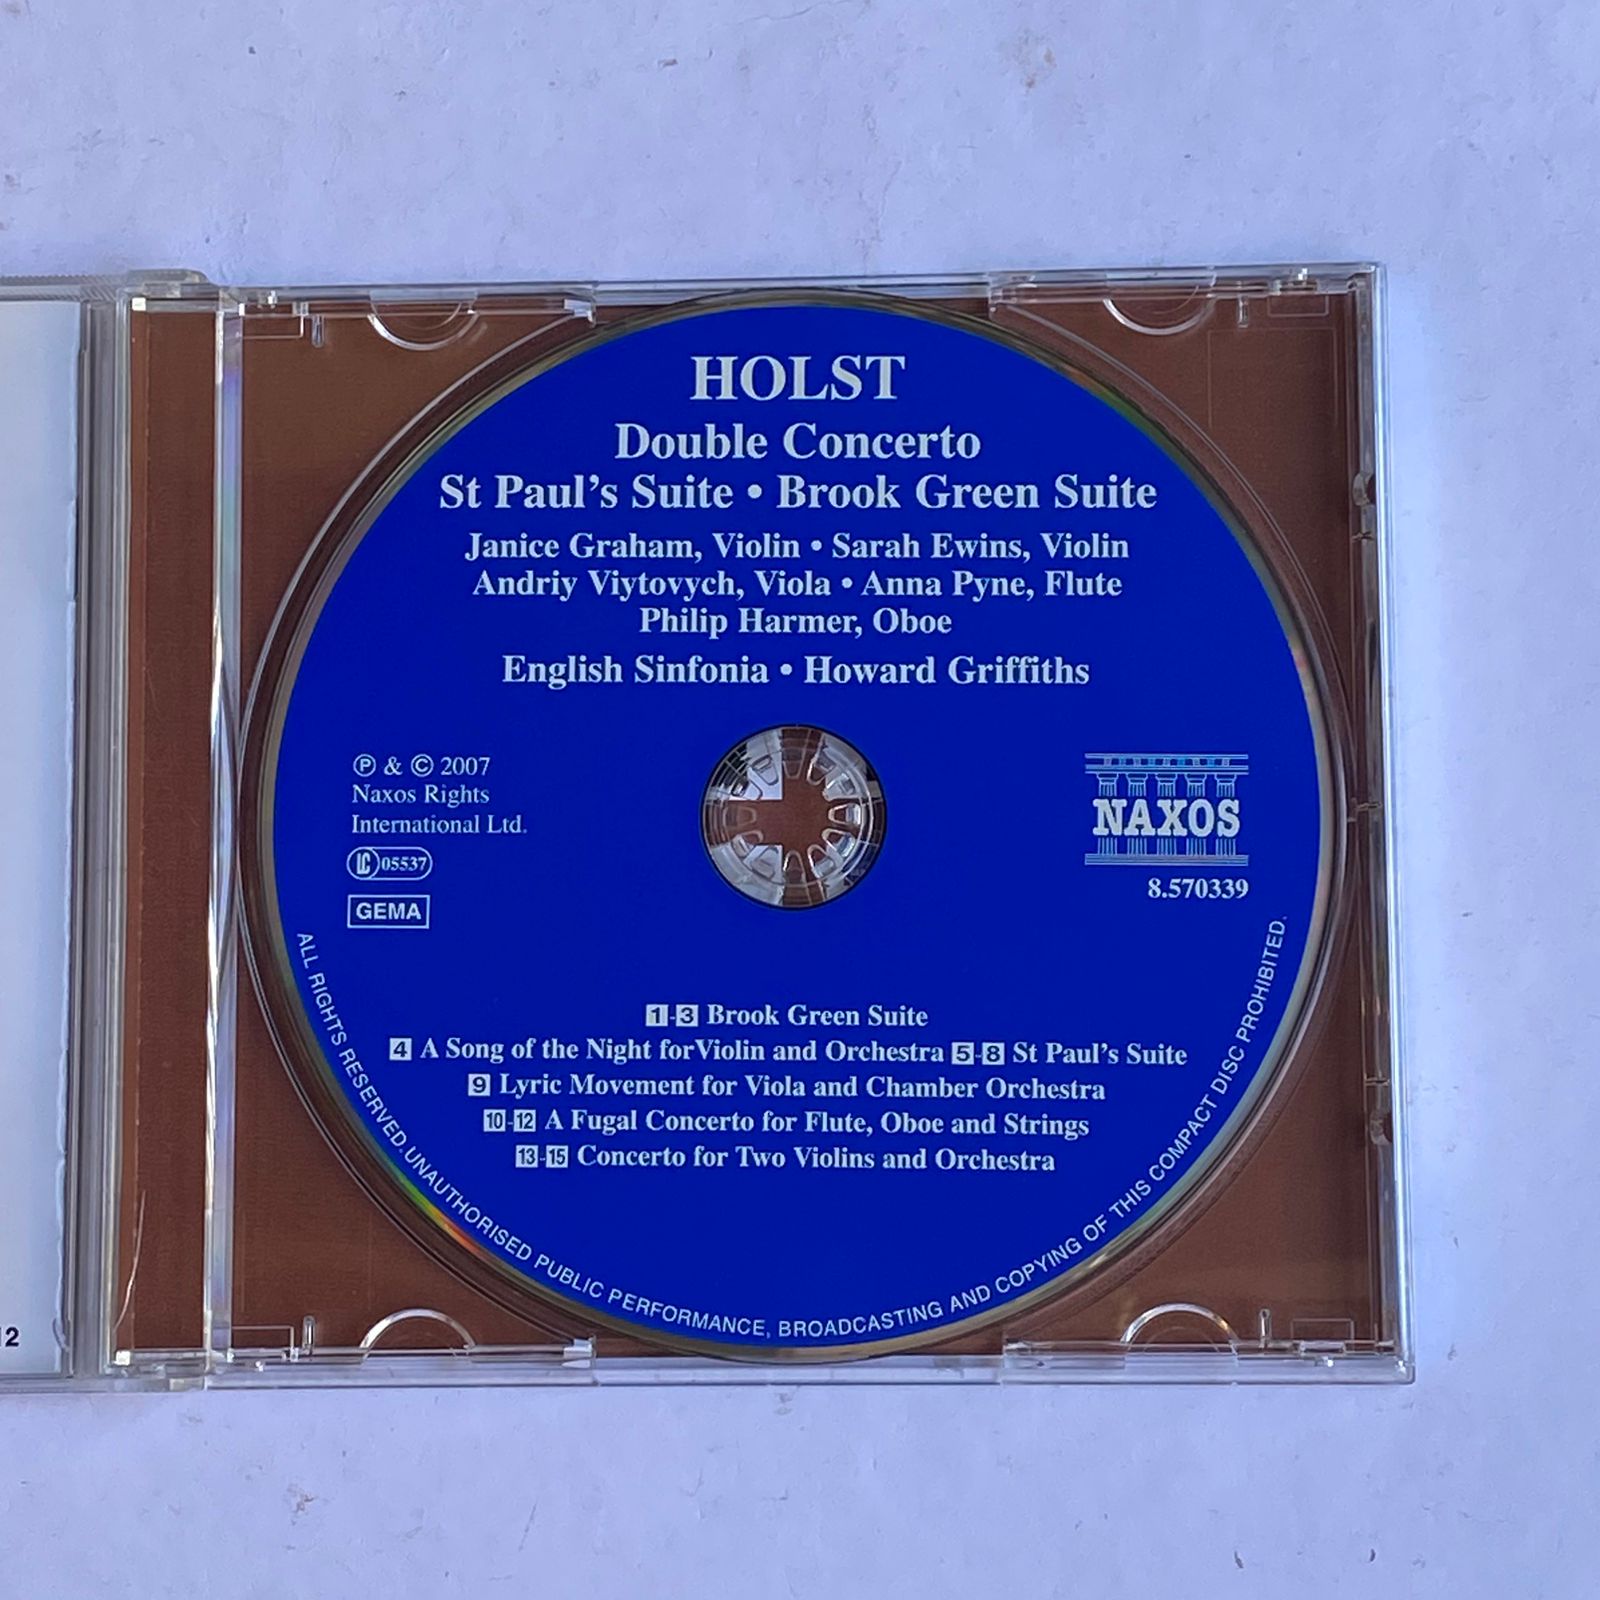 HOLST
Double Concerto
St Paul's Suite • Brook Green Suite
Janice Graham, Violin • Sarah Ewins, Violin
Andriy Viytovych, Viola • Anna Pyne, Flute
Philip Harmer, Oboe
English Sinfonia • Howard Griffiths
℗ & © 2007
Naxos Rights
International Ltd.
LC 05537
GEMA
NAXOS
8.570339
1-3 Brook Green Suite
4 A Song of the Night for Violin and Orchestra 5-8 St Paul's Suite
9 Lyric Movement for Viola and Chamber Orchestra
10-12 A Fugal Concerto for Flute, Oboe and Strings
13-15 Concerto for Two Violins and Orchestra
ALL RIGHTS RESERVED. UNAUTHORISED PUBLIC PERFORMANCE, BROADCASTING AND COPYING OF THIS COMPACT DISC PROHIBITED.
12